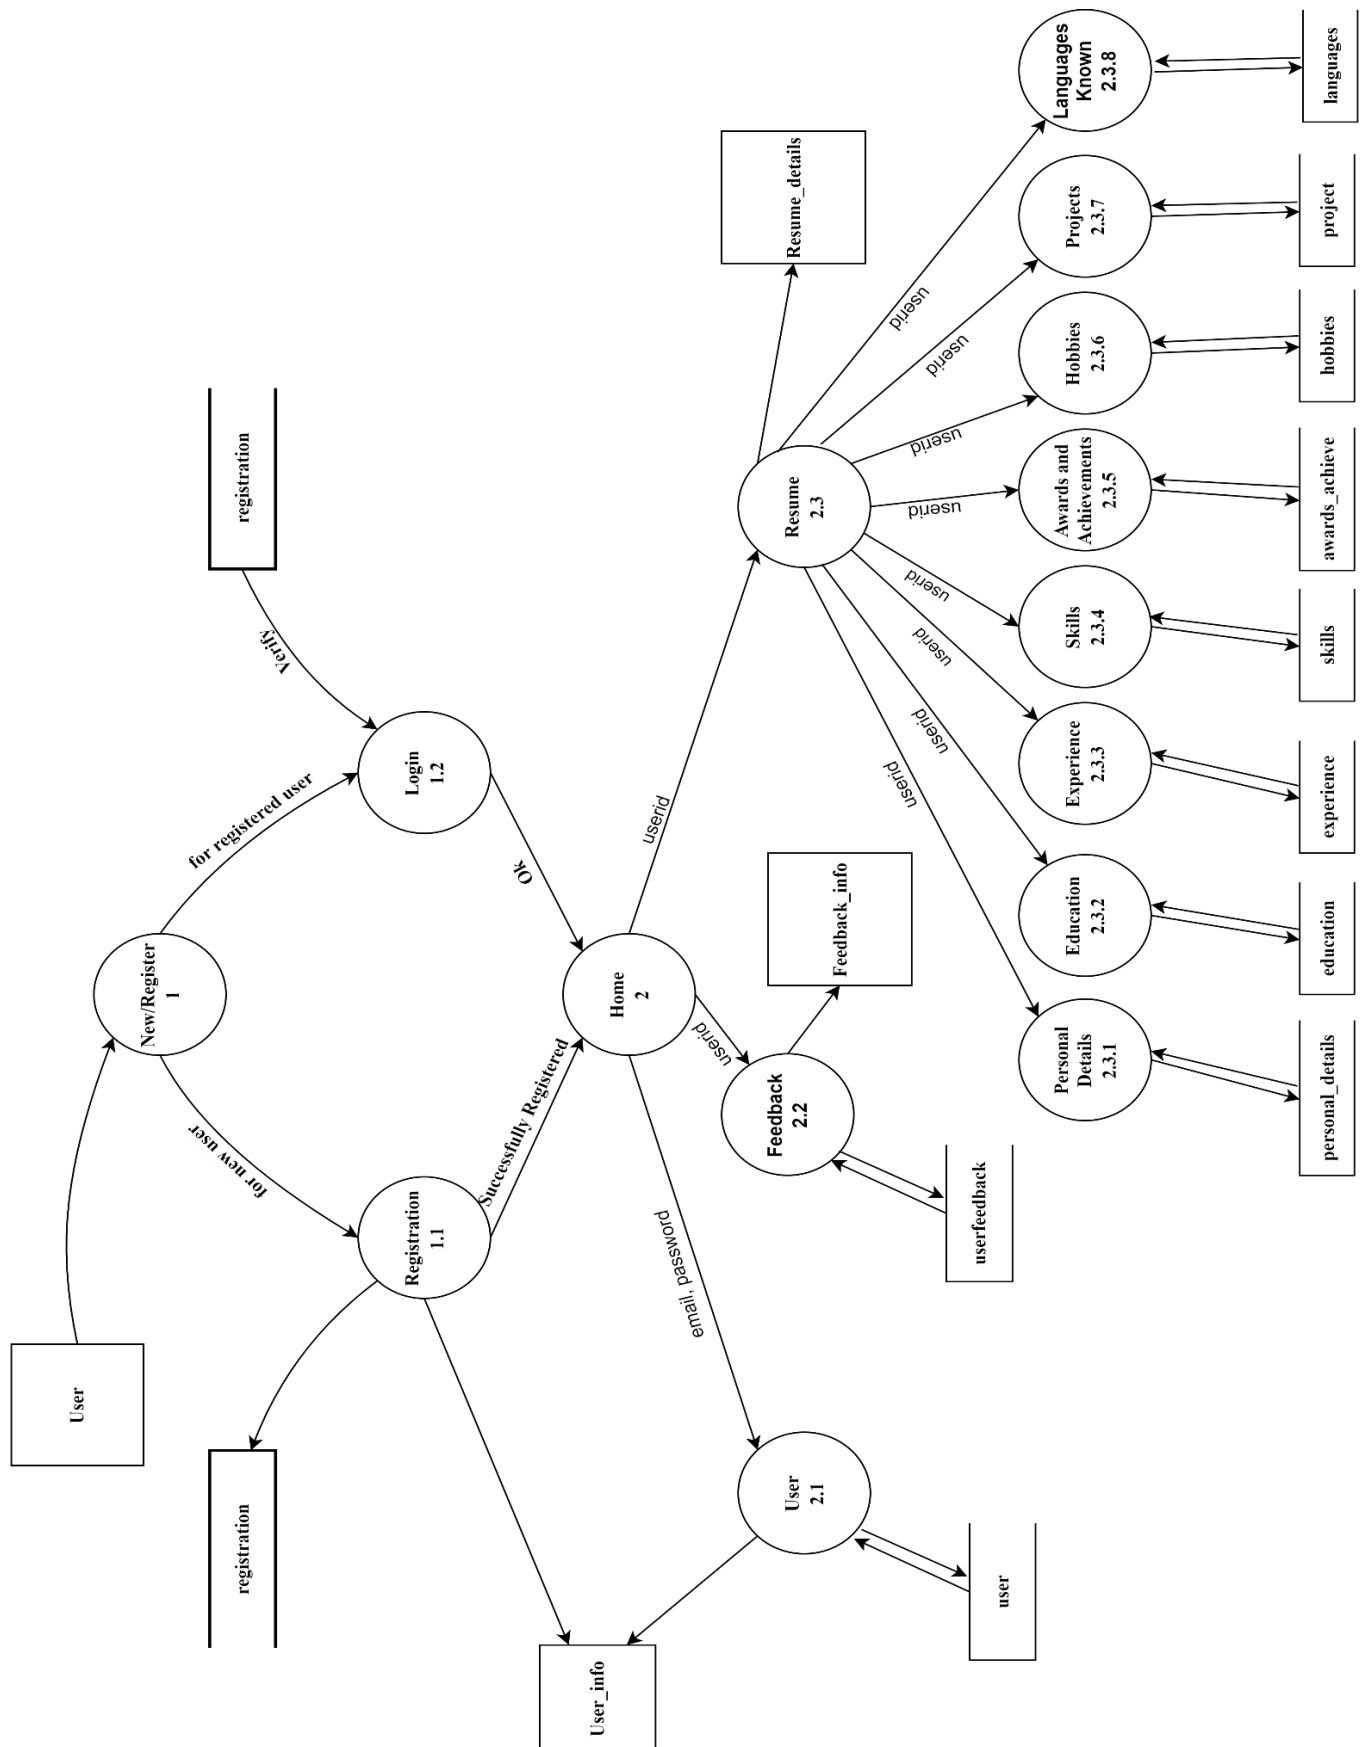 User
New/Register
1
for new user
for registered user
registration
Registration
1.1
Login
1.2
Verify
registration
Successfully Registered
Ok
User_info
Home
2
email, password
userid
userid
User
2.1
user
Feedback
2.2
userfeedback
Feedback_info
Resume
2.3
Resume_details
userid
userid
userid
userid
userid
userid
userid
userid
Personal
Details
2.3.1
Education
2.3.2
Experience
2.3.3
Skills
2.3.4
Awards and
Achievements
2.3.5
Hobbies
2.3.6
Projects
2.3.7
Languages
Known
2.3.8
personal_details
education
experience
skills
awards_achieve
hobbies
project
languages